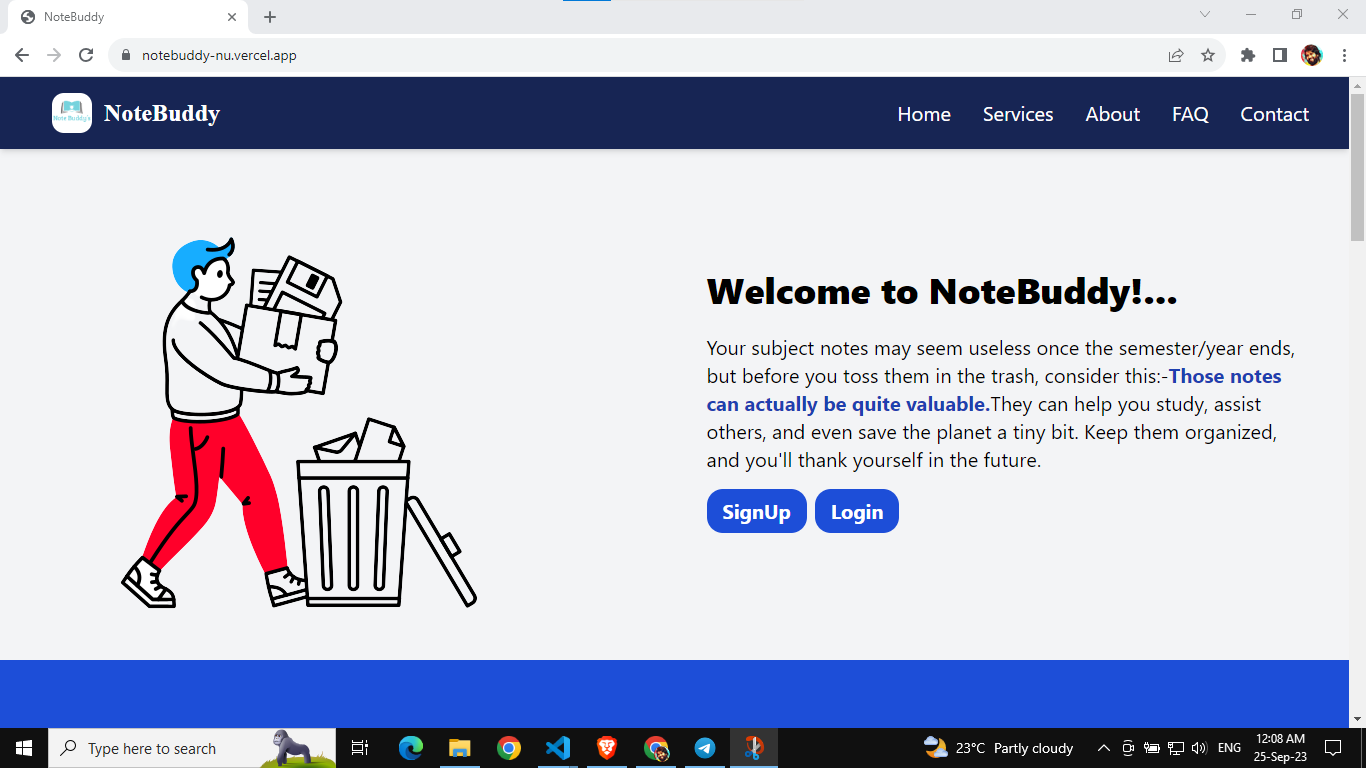 NoteBuddy
notebuddy-nu.vercel.app
Note Buddy's
NoteBuddy
Home Services About FAQ Contact
Welcome to NoteBuddy!...
Your subject notes may seem useless once the semester/year ends,
but before you toss them in the trash, consider this:-Those notes
can actually be quite valuable.They can help you study, assist
others, and even save the planet a tiny bit. Keep them organized,
and you'll thank yourself in the future.
SignUp Login
Type here to search
23°C Partly cloudy
ENG
12:08 AM
25-Sep-23